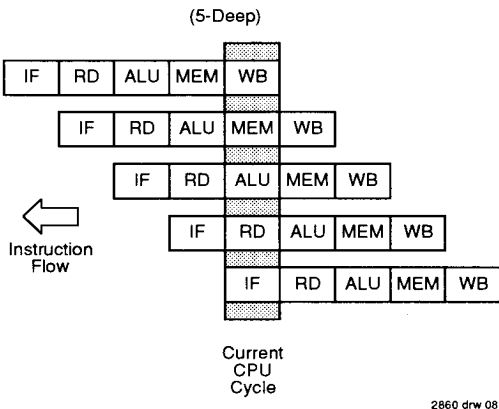 (5-Deep)
IF RD ALU MEM WB
IF RD ALU MEM WB
IF RD ALU MEM WB
IF RD ALU MEM WB
IF RD ALU MEM WB
Instruction
Flow
Current
CPU
Cycle
2860 drw 08